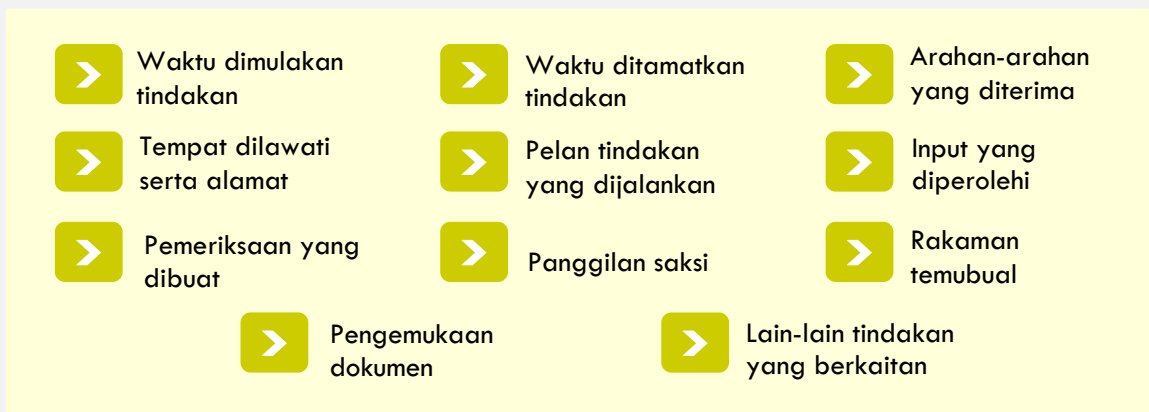 Waktu dimulakan
tindakan
Waktu ditamatkan
tindakan
Arahan-arahan
yang diterima
Tempat dilawati
serta alamat
Pelan tindakan
yang dijalankan
Input yang
diperolehi
Pemeriksaan yang
dibuat
Panggilan saksi
Rakaman
temubual
Pengemukaan
dokumen
Lain-lain tindakan
yang berkaitan